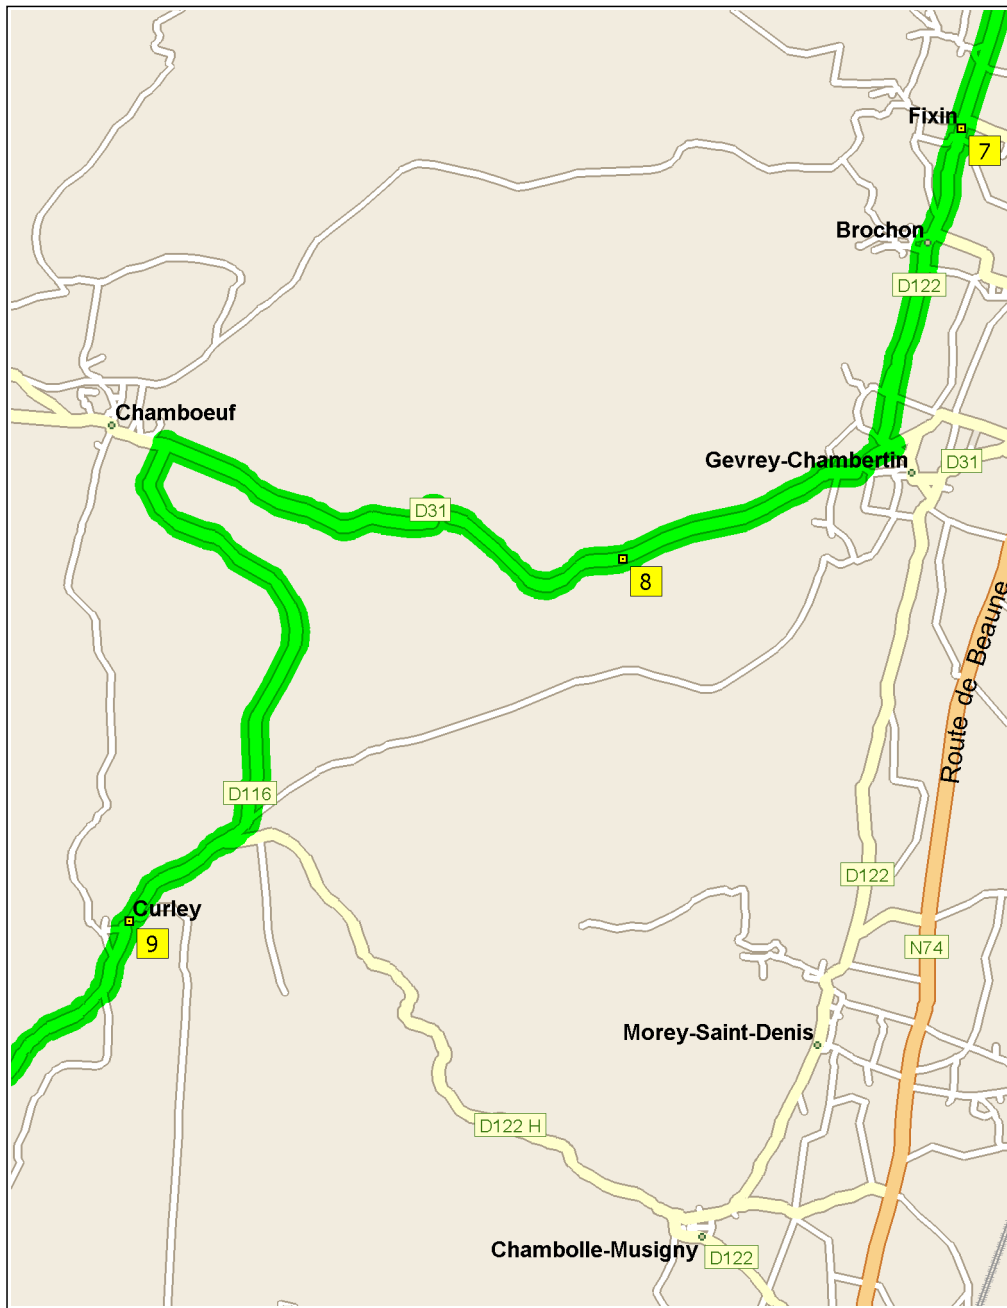 Fixin
7
Brochon
D122
Chamboeuf
Gevrey-Chambertin
D31
D31
8
Route de Beaune
D116
D122
Curley
9
N74
Morey-Saint-Denis
D122 H
Chambolle-Musigny
D122